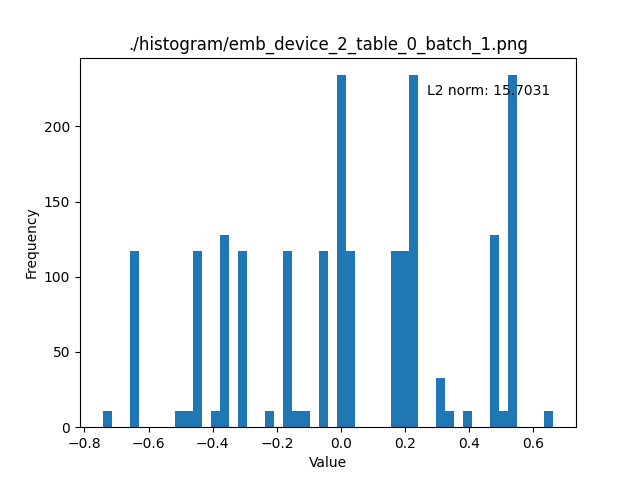 ./histogram/emb_device_2_table_0_batch_1.png
L2 norm: 15.7031
Frequency
200
150
100
50
0
−0.8 −0.6 −0.4 −0.2 0.0 0.2 0.4 0.6
Value